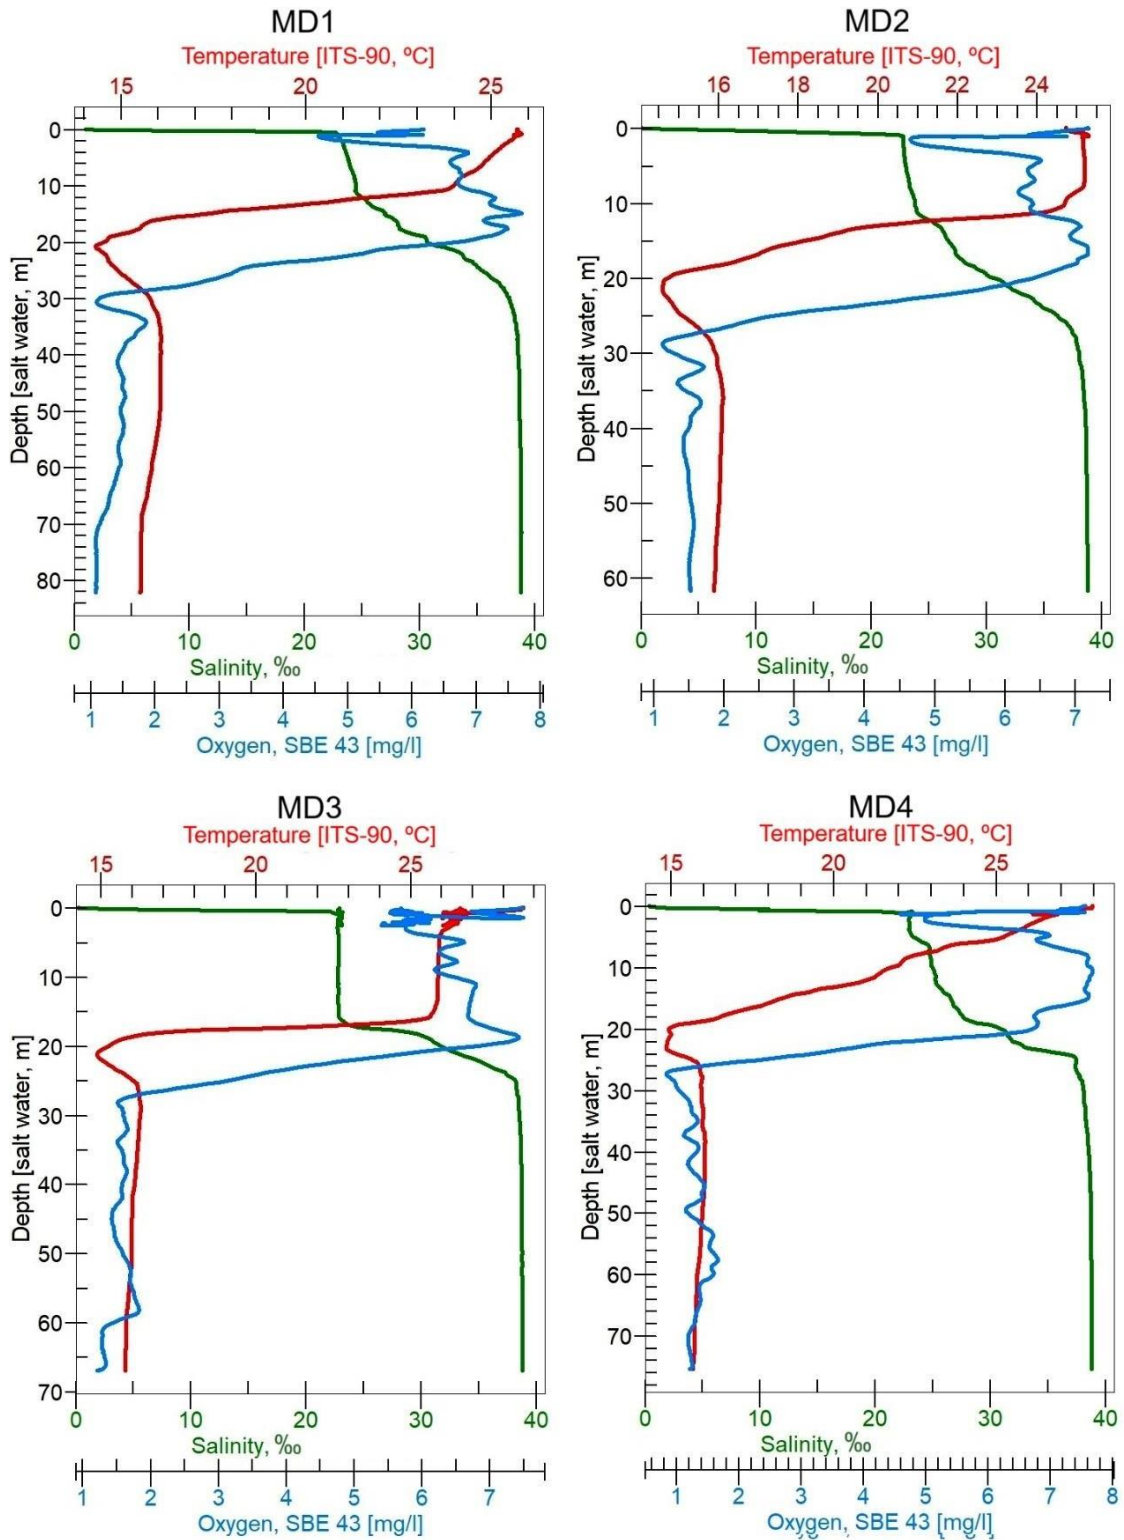 MD1
Temperature [ITS-90, ºC]
15 20 25
0
10
20
30
40
50
60
70
80
Depth [salt water, m]
0 10 20 30 40
Salinity, ‰
1 2 3 4 5 6 7 8
Oxygen, SBE 43 [mg/l]
MD2
Temperature [ITS-90, ºC]
16 18 20 22 24
0
10
20
30
40
50
60
Depth [salt water, m]
0 10 20 30 40
Salinity, ‰
1 2 3 4 5 6 7
Oxygen, SBE 43 [mg/l]
MD3
Temperature [ITS-90, ºC]
15 20 25
0
10
20
30
40
50
60
70
Depth [salt water, m]
0 10 20 30 40
Salinity, ‰
1 2 3 4 5 6 7
Oxygen, SBE 43 [mg/l]
MD4
Temperature [ITS-90, ºC]
15 20 25
0
10
20
30
40
50
60
70
Depth [salt water, m]
0 10 20 30 40
Salinity, ‰
1 2 3 4 5 6 7 8
Oxygen, SBE 43 [mg/l]